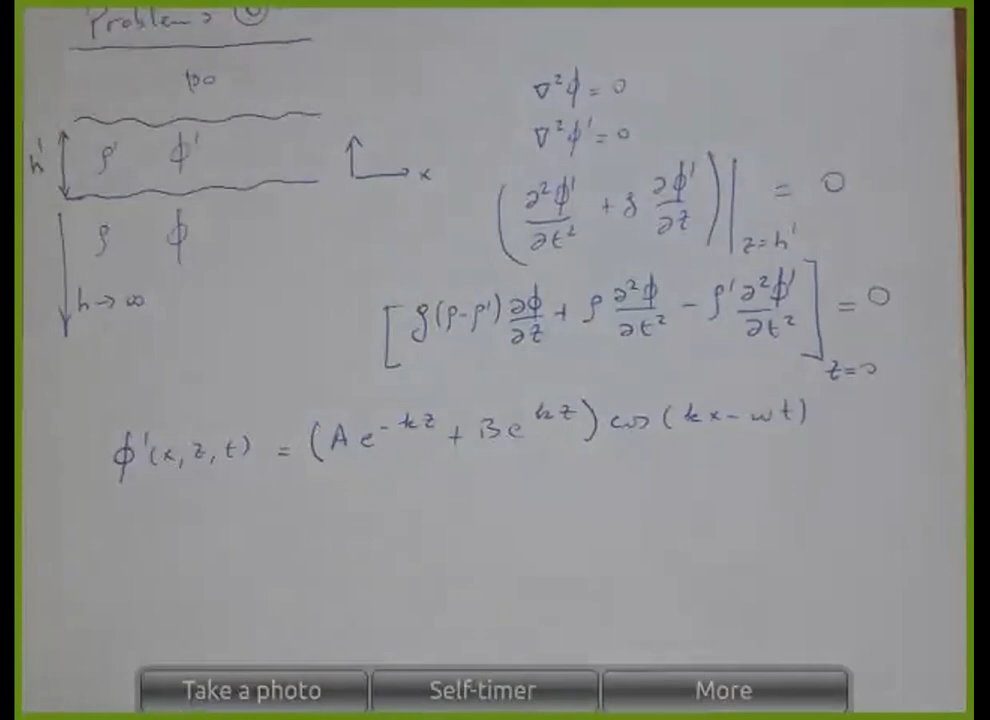 Problem 6
p₀
h' ρ' ϕ' x
ρ ϕ
h → ∞
∇²ϕ = 0
∇²ϕ' = 0
(∂²ϕ'/∂t² + g ∂ϕ'/∂z)|z=h' = 0
[g(ρ-ρ') ∂ϕ/∂z + ρ ∂²ϕ/∂t² - ρ' ∂²ϕ'/∂t²]z=0 = 0
ϕ'(x, z, t) = (A e^-kz + B e^kz) cos (kx - ωt)
Take a photo
Self-timer
More